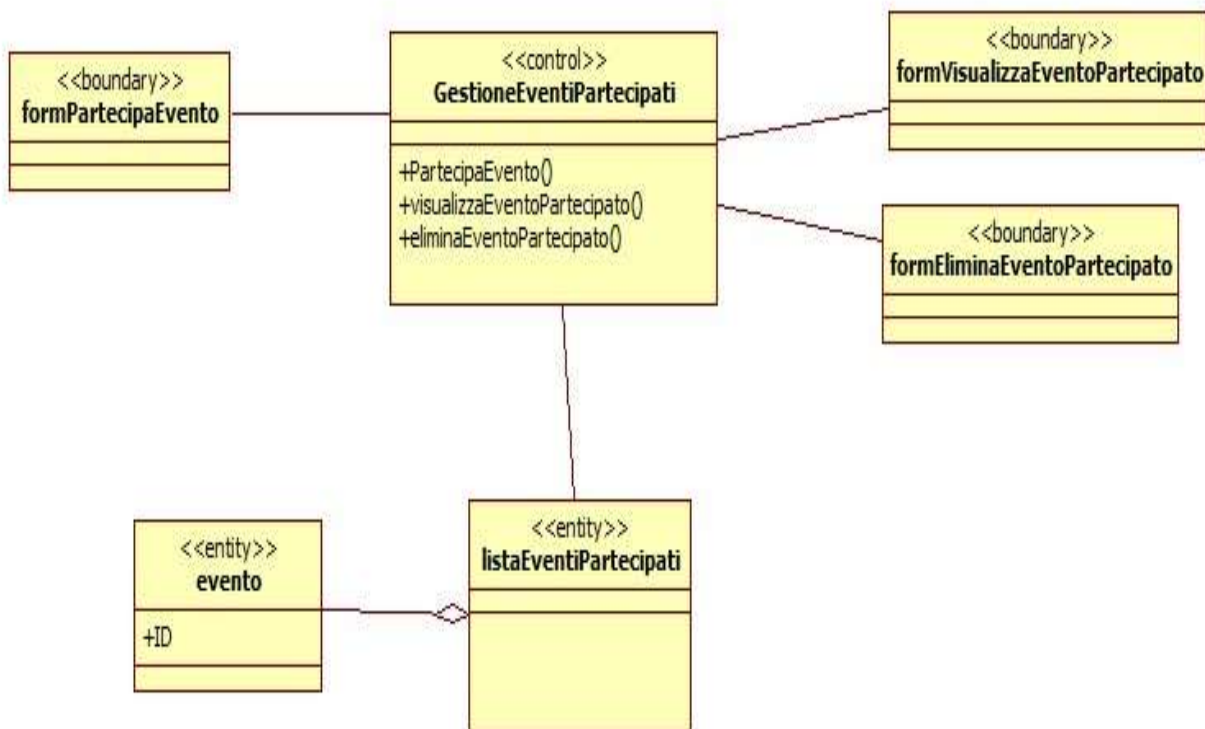 <<boundary>>
formPartecipaEvento
<<control>>
GestioneEventiPartecipati
+PartecipaEvento()
+visualizzaEventoPartecipato()
+eliminaEventoPartecipato()
<<boundary>>
formVisualizzaEventoPartecipato
<<boundary>>
formEliminaEventoPartecipato
<<entity>>
evento
+ID
<<entity>>
listaEventiPartecipati